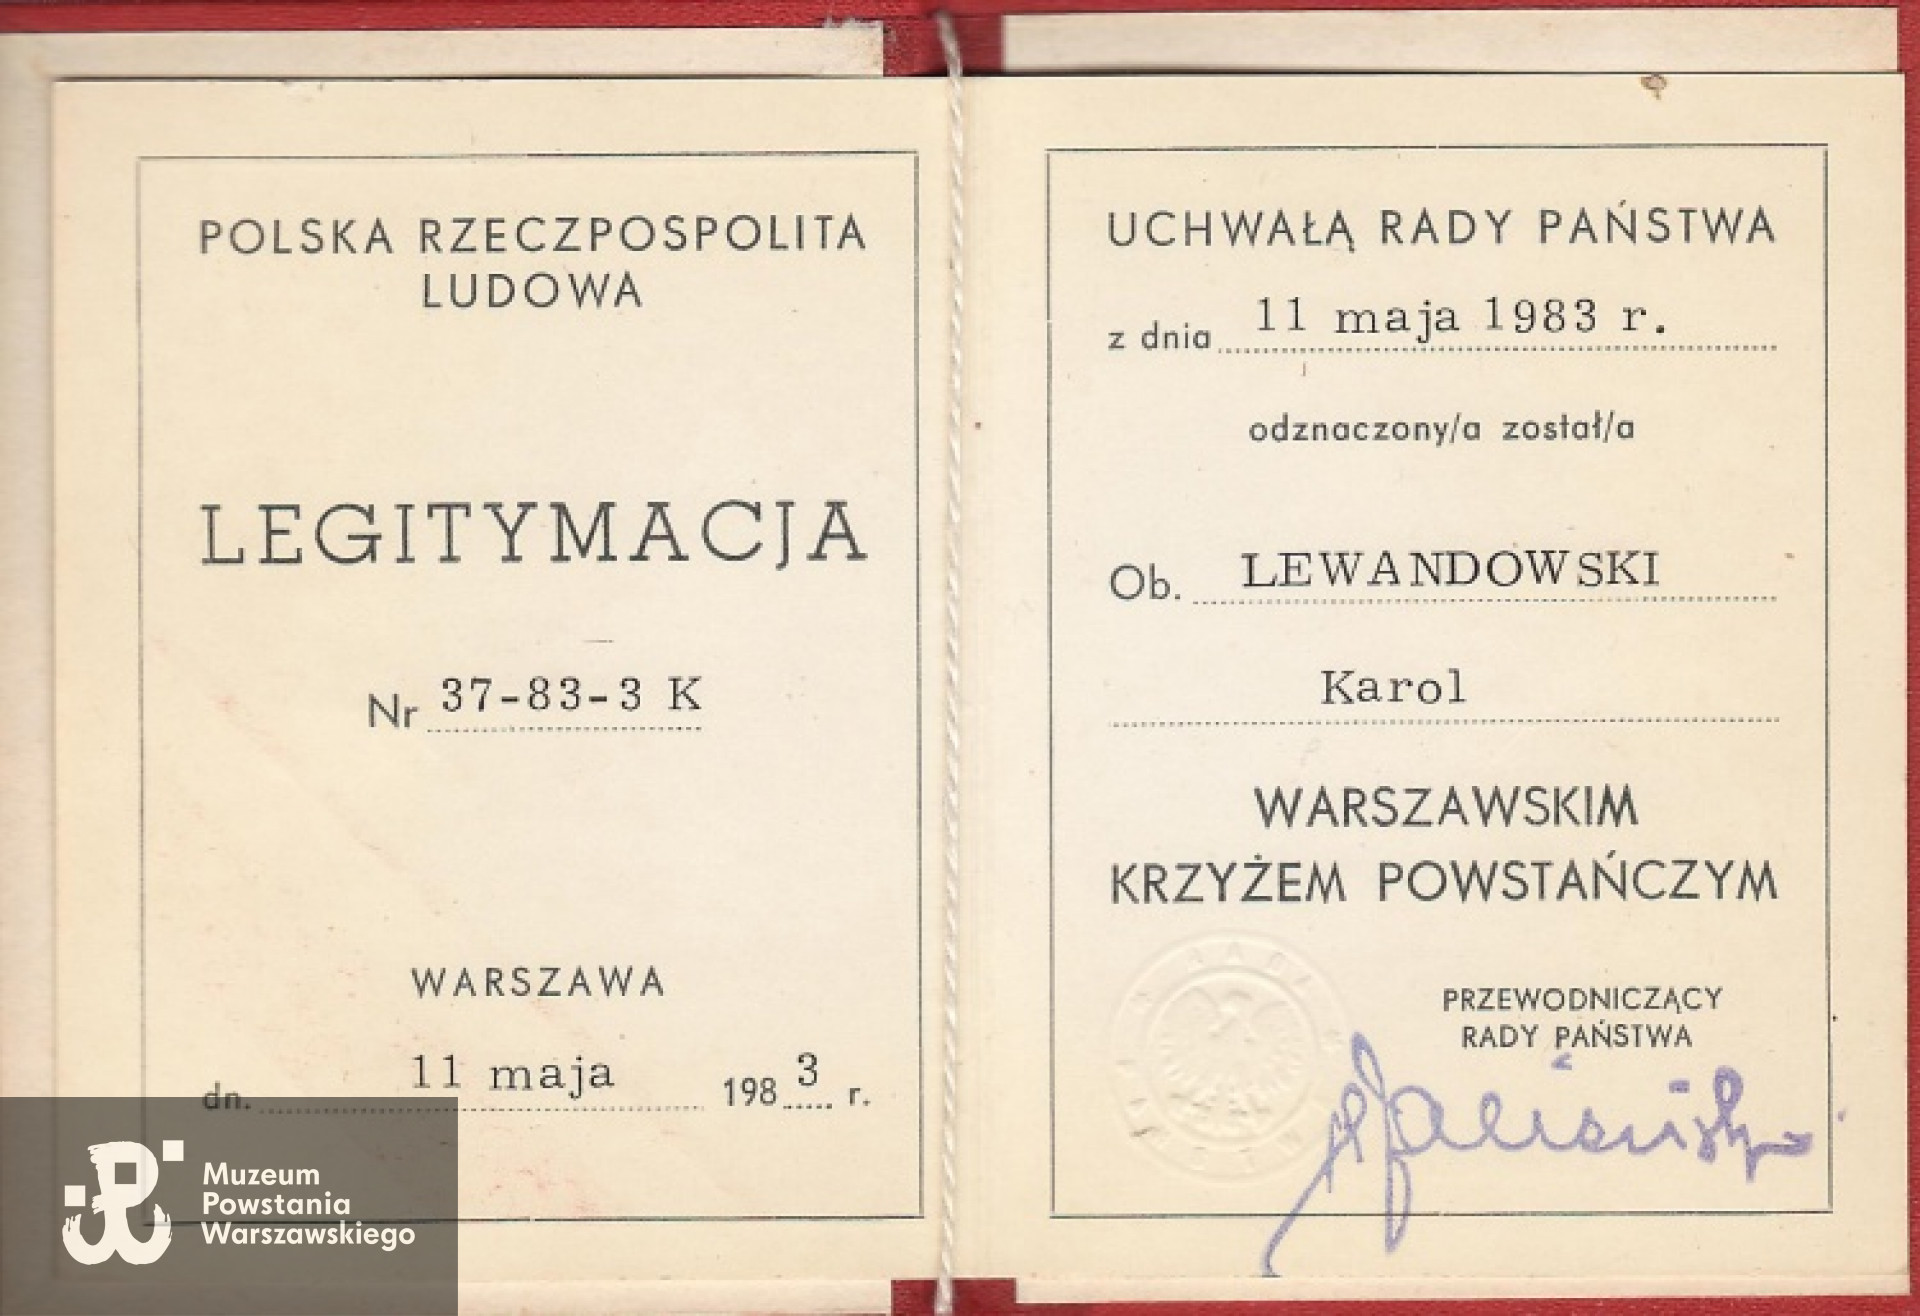 POLSKA RZECZPOSPOLITA
LUDOWA
LEGITYMACJA
Nr 37-83-3 K
WARSZAWA
dn. 11 maja 1983 r.
UCHWAŁĄ RADY PAŃSTWA
z dnia 11 maja 1983 r.
odznaczony/a został/a
Ob. LEWANDOWSKI
Karol
WARSZAWSKIM
KRZYŻEM POWSTAŃCZYM
PRZEWODNICZĄCY
RADY PAŃSTWA
Muzeum
Powstania
Warszawskiego